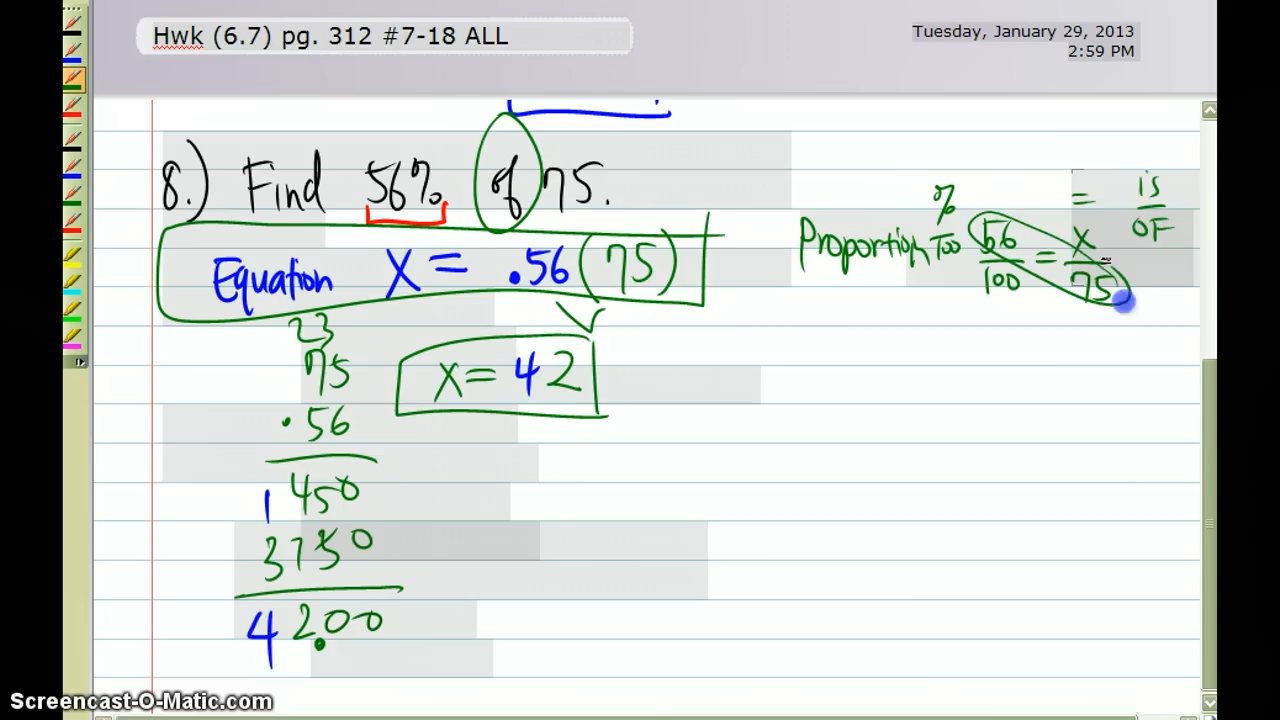 Hwk (6.7) pg. 312 #7-18 ALL
Tuesday, January 29, 2013
2:59 PM
8.) Find 56% of 75.
Equation X = .56(75)
Proportion %/100 56/100 = X/75
= is/OF
23
75
.56
450
1
3750
42.00
X = 42
Screencast-O-Matic.com